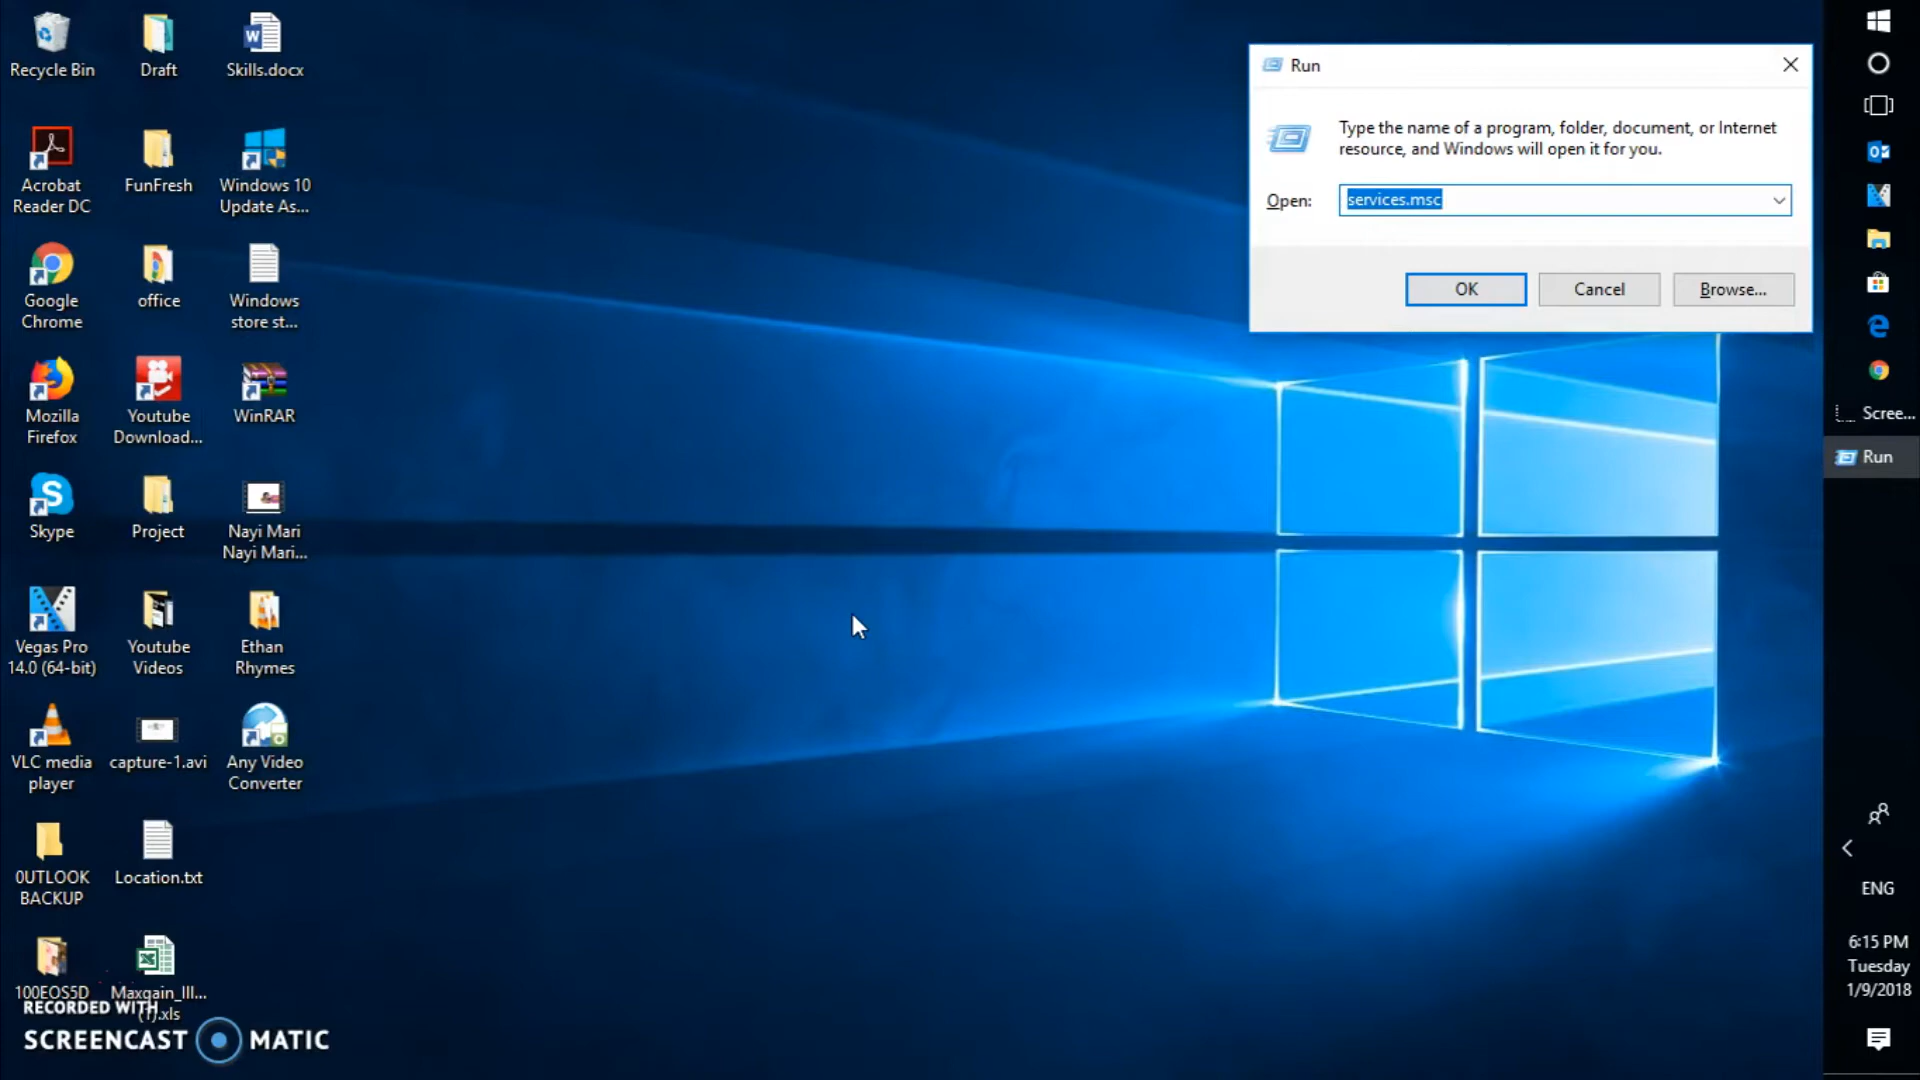 Recycle Bin
Draft
Skills.docx
Acrobat
Reader DC
FunFresh
Windows 10
Update As...
Google
Chrome
office
Windows
store st...
Mozilla
Firefox
Youtube
Download...
WinRAR
Skype
Project
Nayi Mari
Nayi Mari...
Vegas Pro
14.0 (64-bit)
Youtube
Videos
Ethan
Rhymes
VLC media
player
capture-1.avi
Any Video
Converter
0UTLOOK
BACKUP
Location.txt
100EOS5D
Maxgain_III...
(1).xls
RECORDED WITH
SCREENCAST MATIC
Run
Type the name of a program, folder, document, or Internet
resource, and Windows will open it for you.
Open:
services.msc
OK
Cancel
Browse...
Scree...
Run
ENG
6:15 PM
Tuesday
1/9/2018